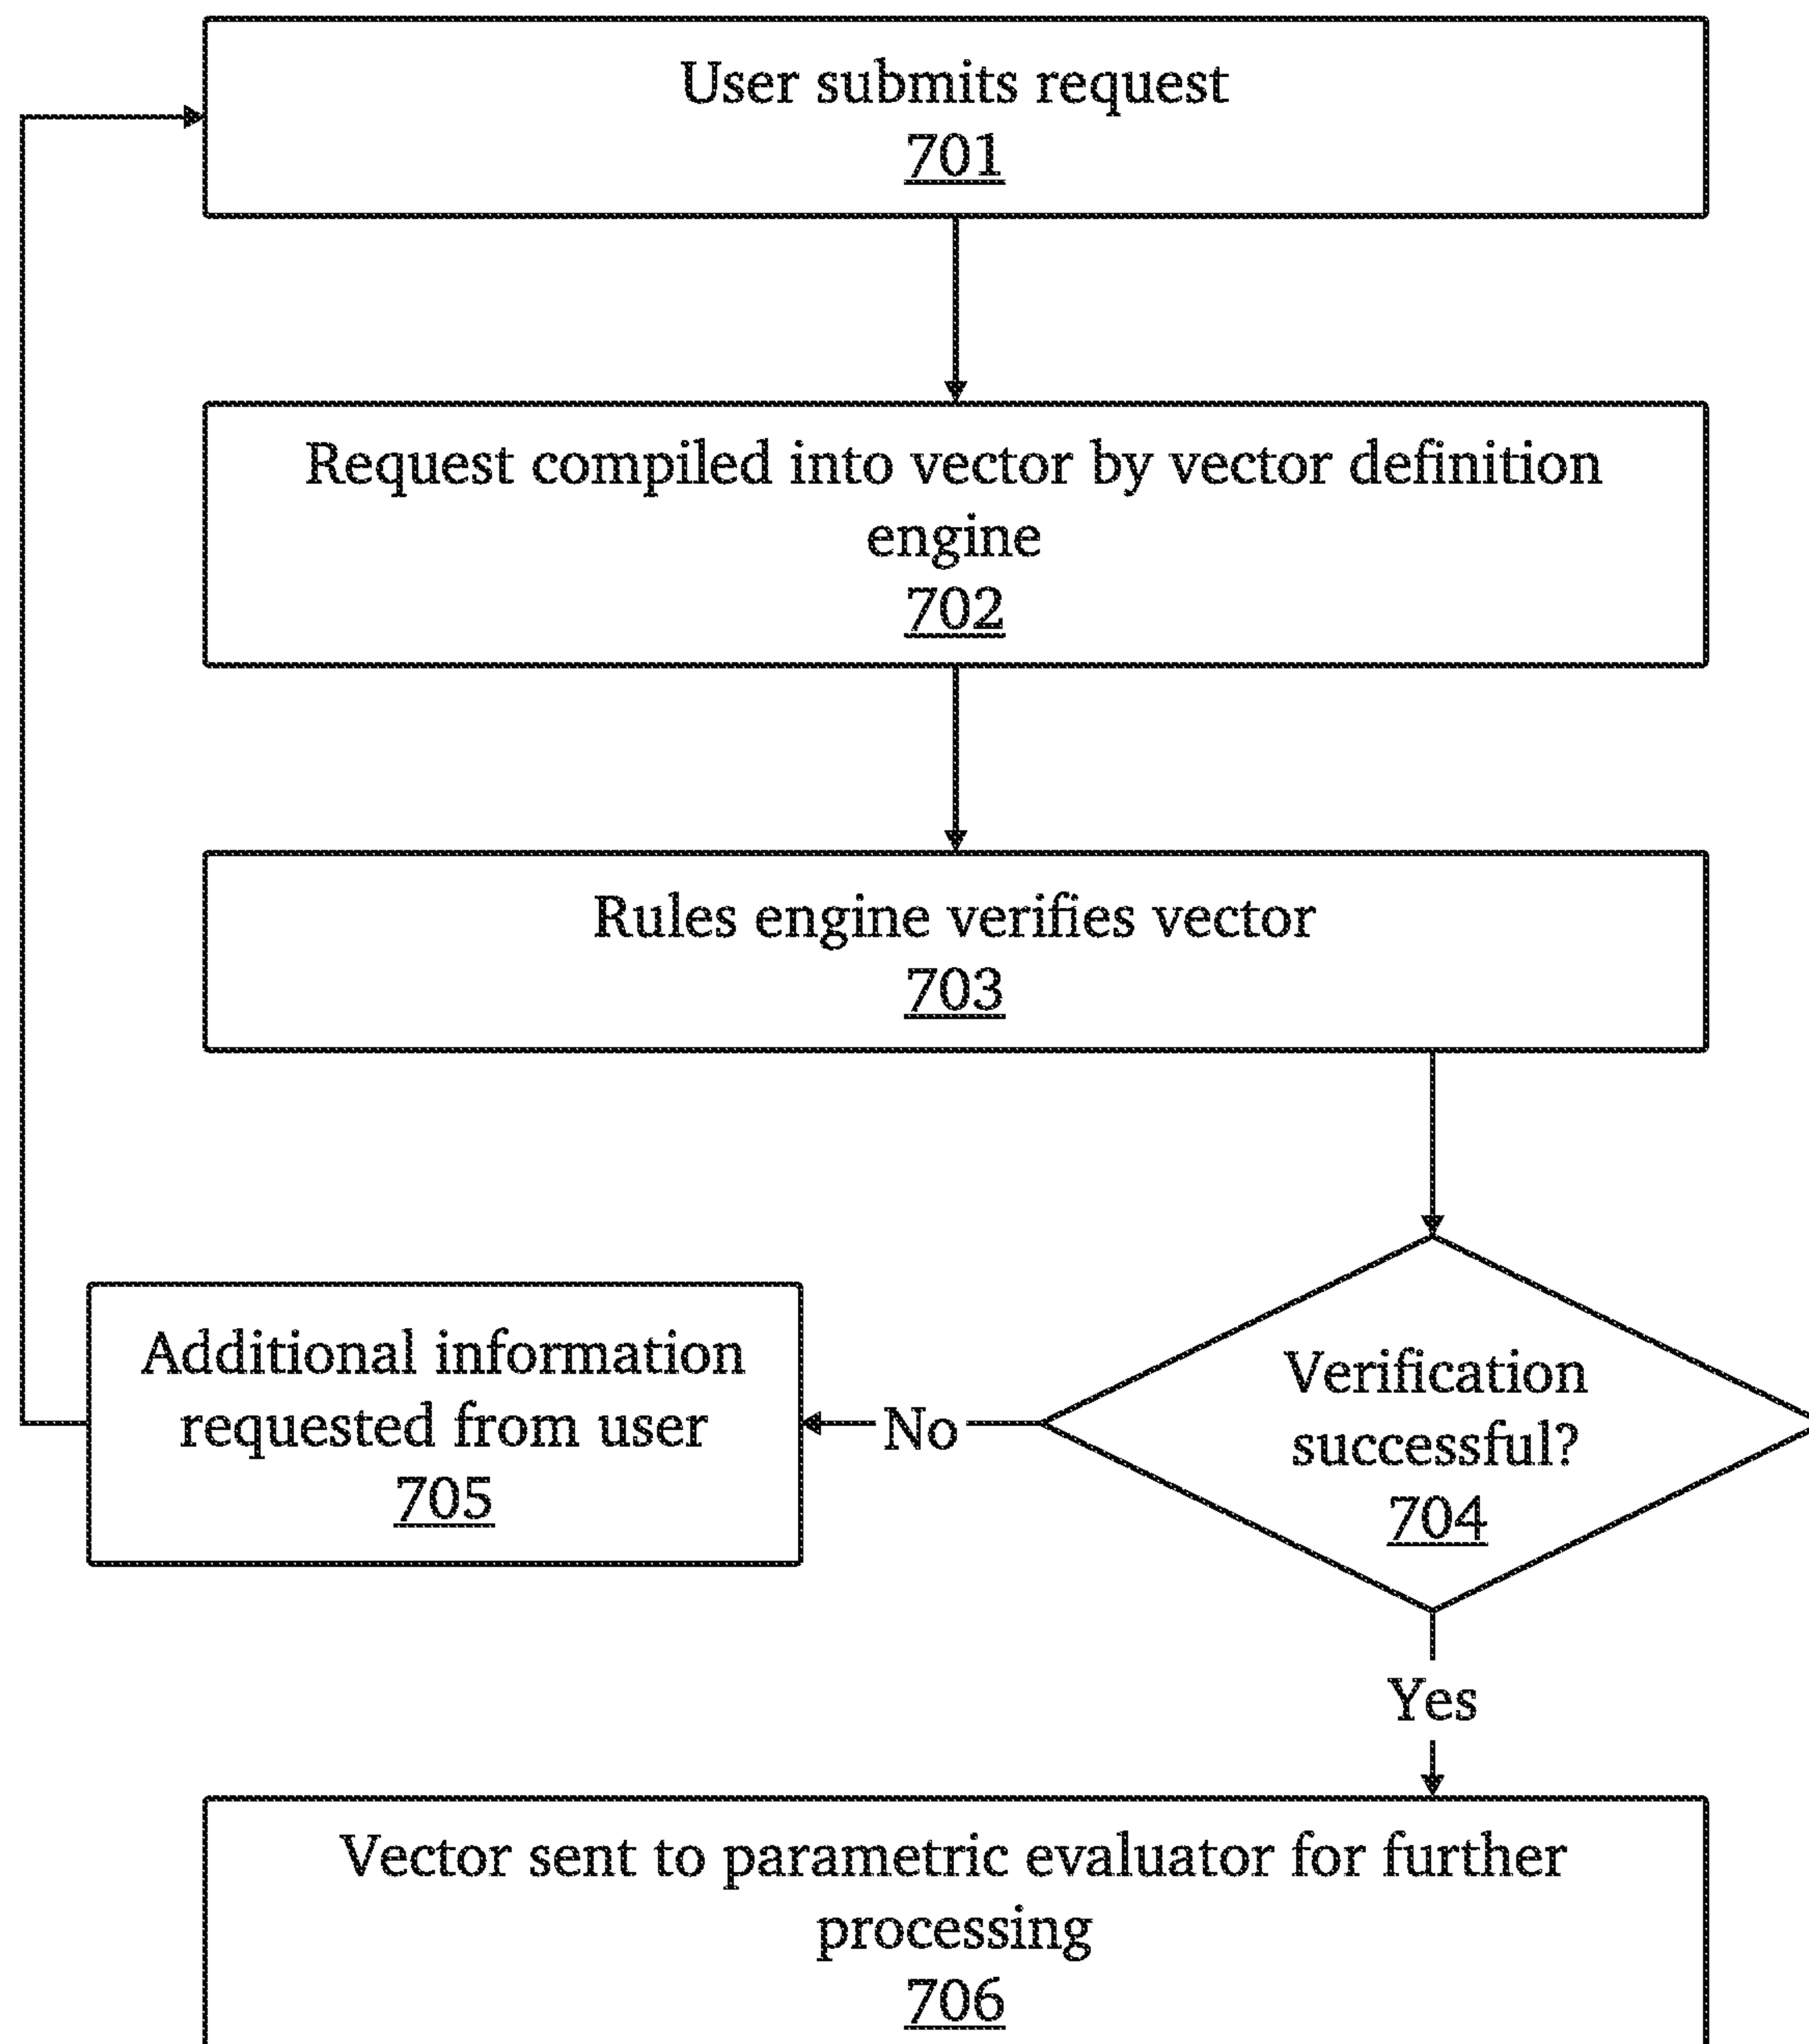 User submits request
701
Request compiled into vector by vector definition
engine
702
Rules engine verifies vector
703
Additional information
requested from user
705
No
Verification
successful?
704
Yes
Vector sent to parametric evaluator for further
processing
706